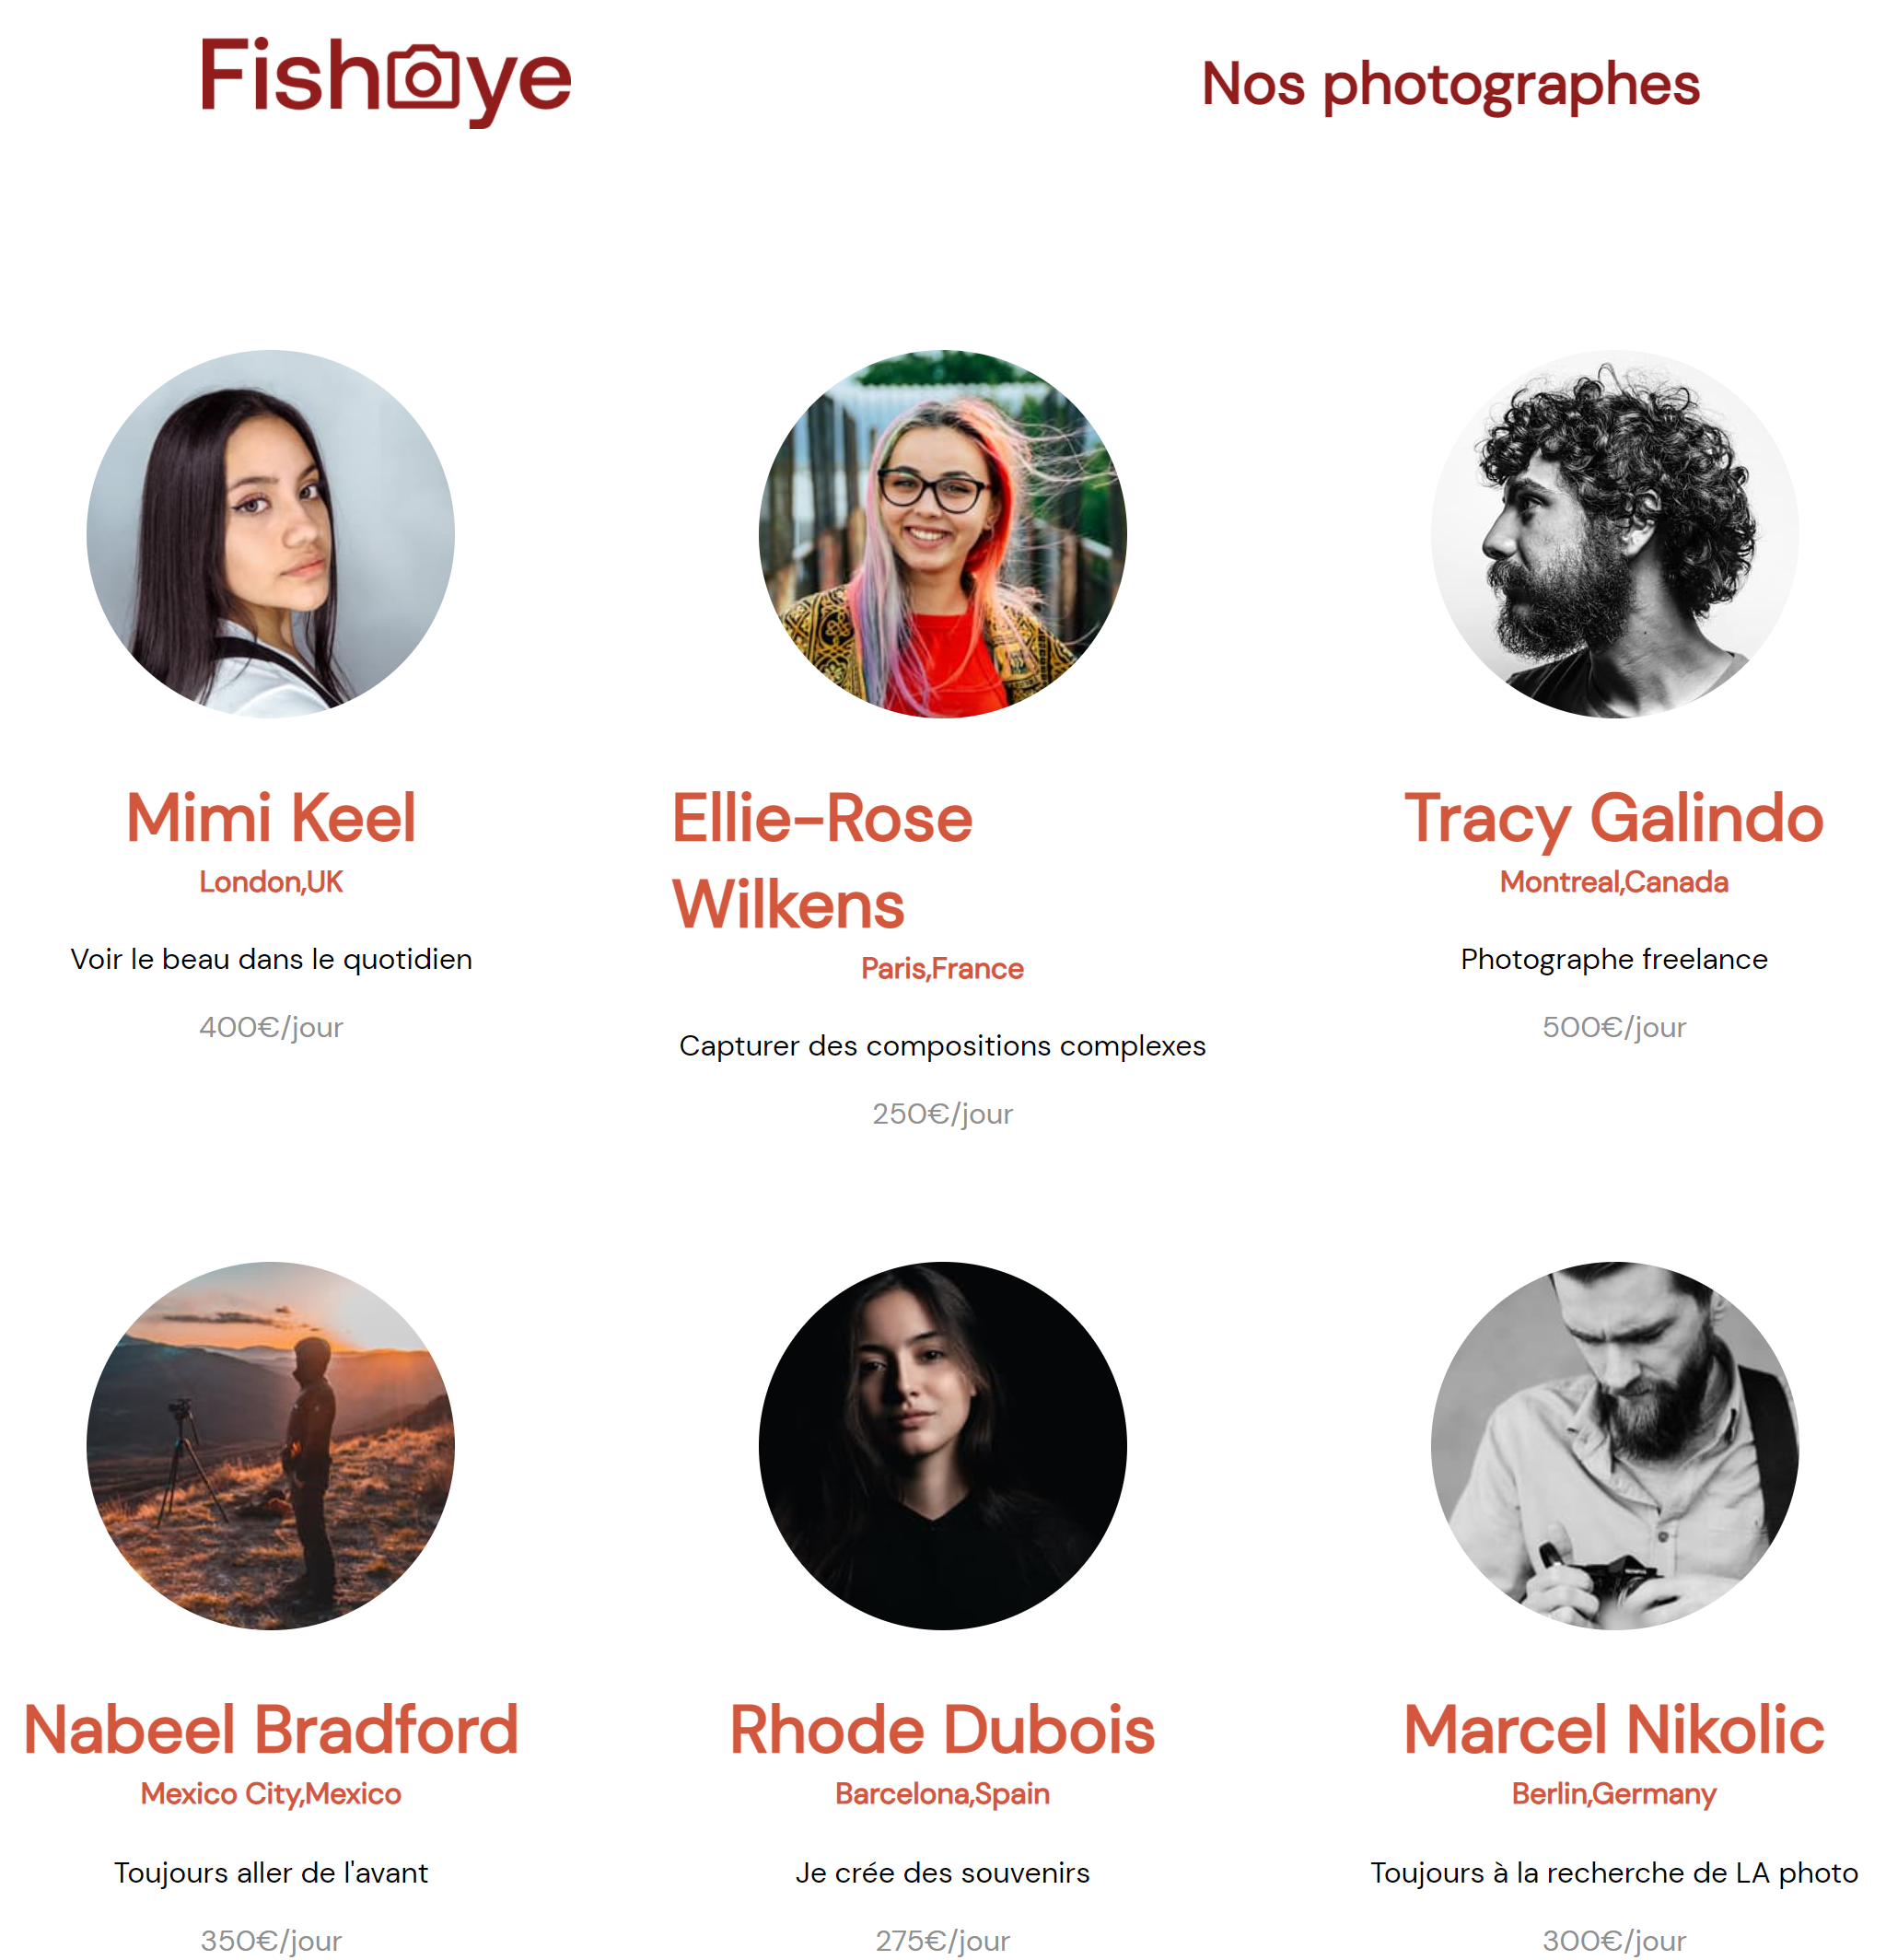 Fisheye
Nos photographes
Mimi Keel
London,UK
Voir le beau dans le quotidien
400€/jour
Ellie-Rose
Wilkens
Paris,France
Capturer des compositions complexes
250€/jour
Tracy Galindo
Montreal,Canada
Photographe freelance
500€/jour
Nabeel Bradford
Mexico City,Mexico
Toujours aller de l'avant
350€/jour
Rhode Dubois
Barcelona,Spain
Je crée des souvenirs
275€/jour
Marcel Nikolic
Berlin,Germany
Toujours à la recherche de LA photo
300€/jour